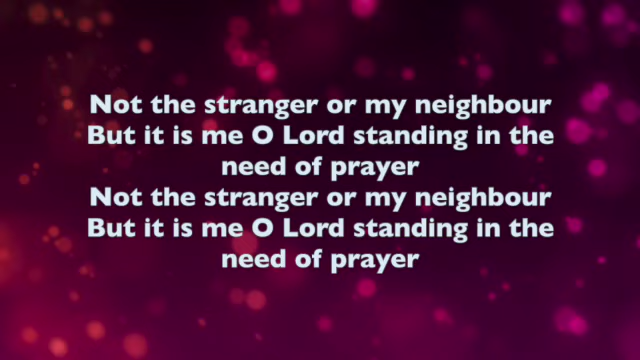 Not the stranger or my neighbour
But it is me O Lord standing in the
need of prayer
Not the stranger or my neighbour
But it is me O Lord standing in the
need of prayer